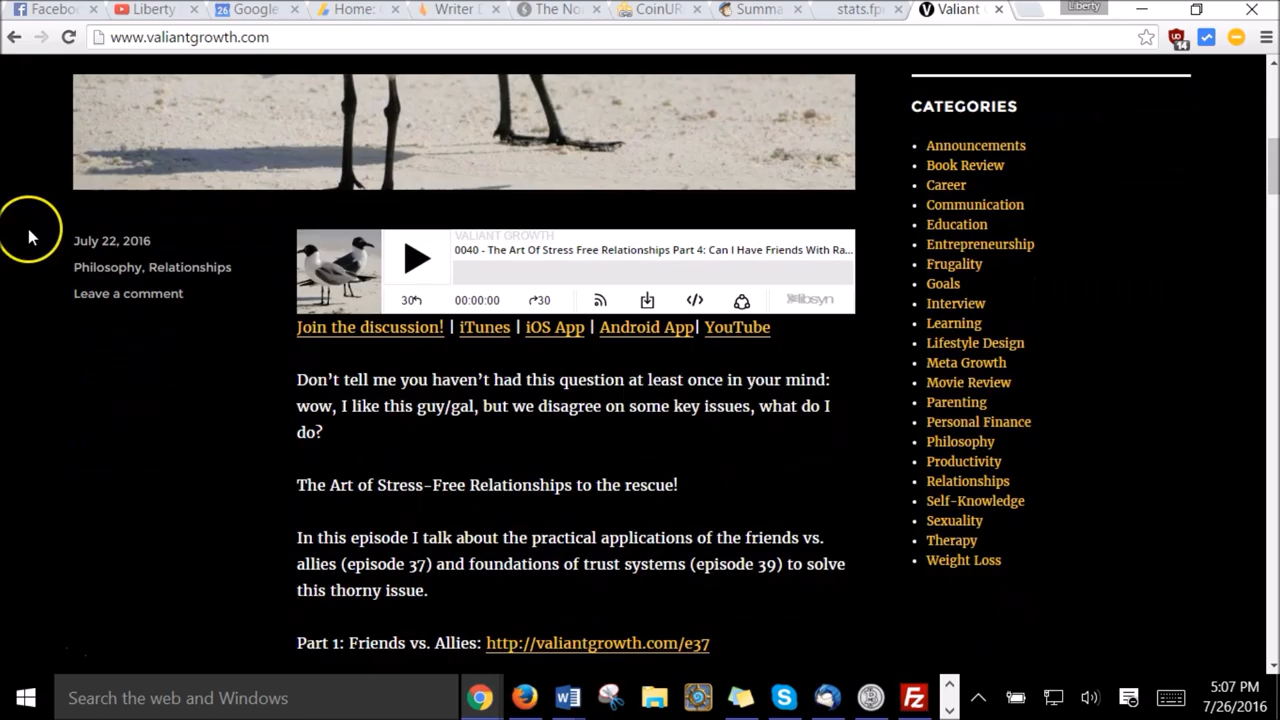 Facebo
Liberty
26 Google
Home:
Writer D
The No
CoinUR
Summa
stats.fp
Valiant
Liberty
www.valiantgrowth.com
14
CATEGORIES
Announcements
Book Review
Career
Communication
Education
Entrepreneurship
Frugality
Goals
Interview
Learning
Lifestyle Design
Meta Growth
Movie Review
Parenting
Personal Finance
Philosophy
Productivity
Relationships
Self-Knowledge
Sexuality
Therapy
Weight Loss
July 22, 2016
Philosophy, Relationships
Leave a comment
VALIANT GROWTH
0040 - The Art Of Stress Free Relationships Part 4: Can I Have Friends With Ra...
30 00:00:00 30 libsyn
Join the discussion! | iTunes | iOS App | Android App| YouTube
Don't tell me you haven't had this question at least once in your mind:
wow, I like this guy/gal, but we disagree on some key issues, what do I
do?
The Art of Stress-Free Relationships to the rescue!
In this episode I talk about the practical applications of the friends vs.
allies (episode 37) and foundations of trust systems (episode 39) to solve
this thorny issue.
Part 1: Friends vs. Allies: http://valiantgrowth.com/e37
Search the web and Windows
5:07 PM
7/26/2016